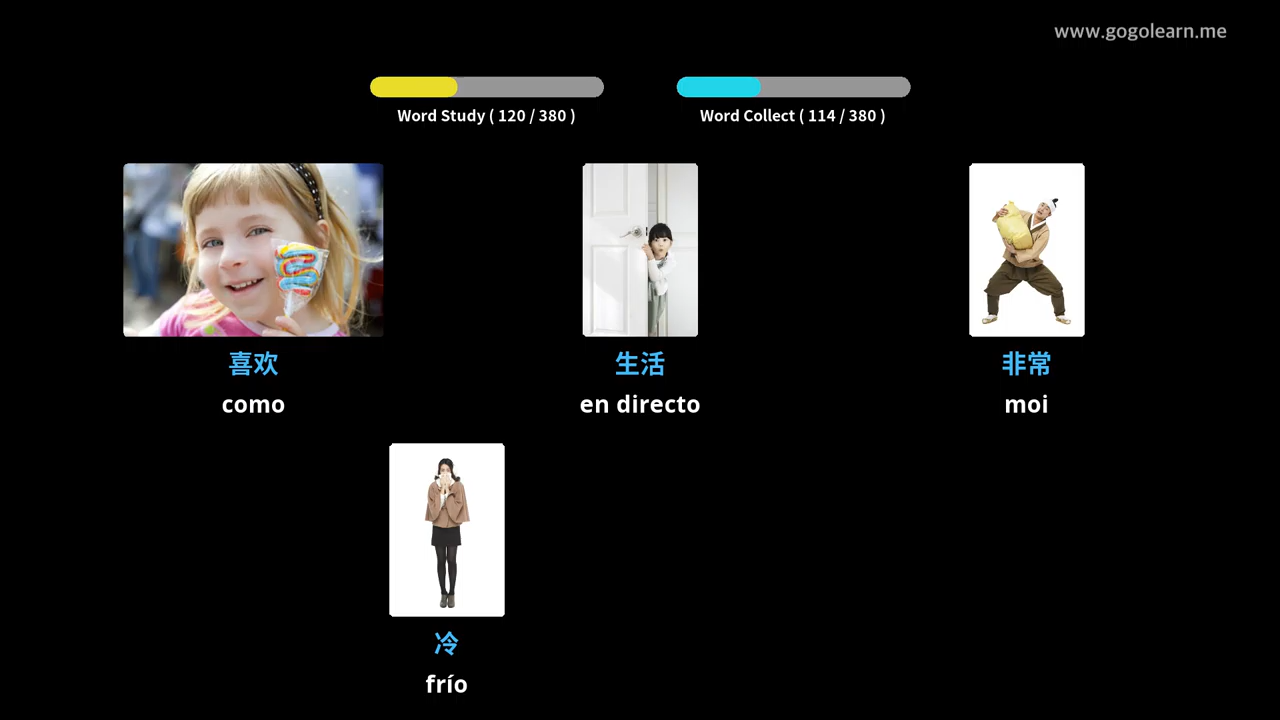 www.gogolearn.me
Word Study ( 120 / 380 )
Word Collect ( 114 / 380 )
喜欢
como
生活
en directo
非常
moi
冷
frío